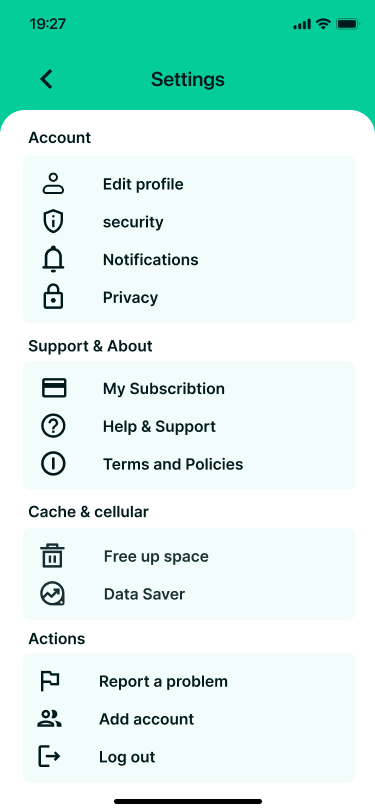 19:27
Settings
Account
Edit profile
security
Notifications
Privacy
Support & About
My Subscribtion
Help & Support
Terms and Policies
Cache & cellular
Free up space
Data Saver
Actions
Report a problem
Add account
Log out